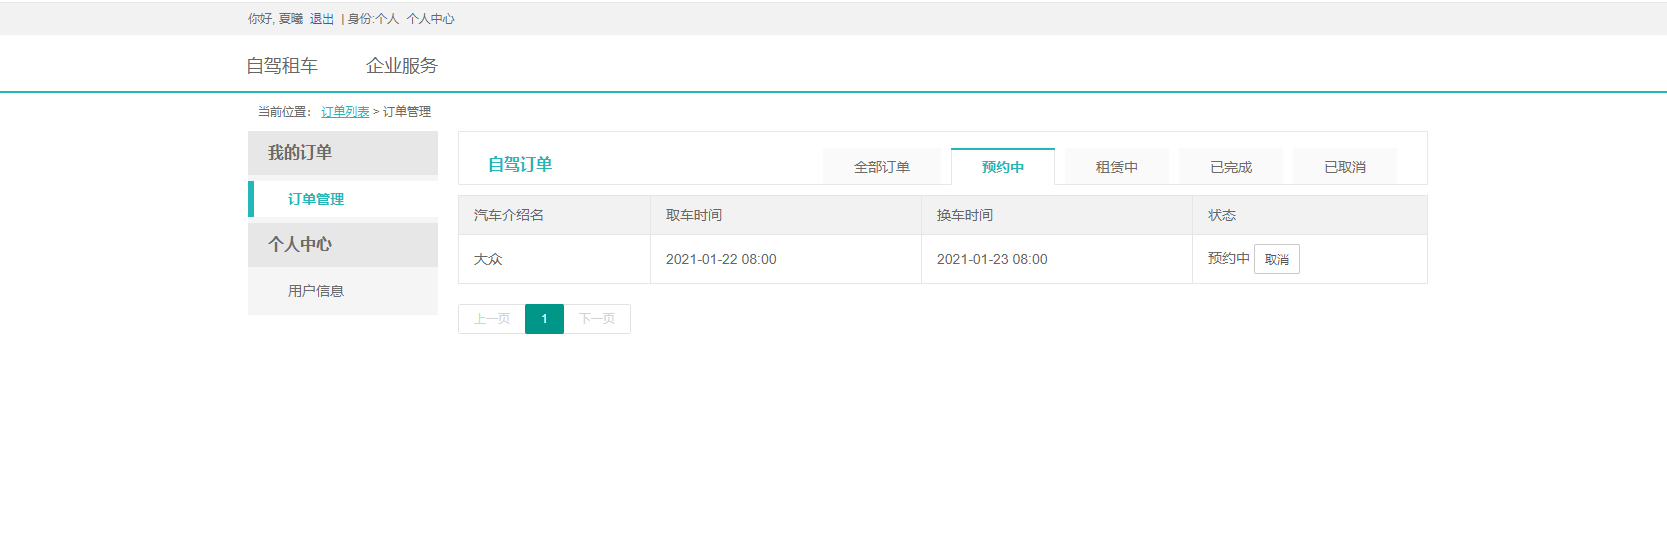 你好, 夏曦 退出 | 身份:个人 个人中心
自驾租车 企业服务
当前位置： 订单列表 > 订单管理
我的订单
订单管理
个人中心
用户信息
自驾订单 全部订单 预约中 租赁中 已完成 已取消
汽车介绍名 取车时间 换车时间 状态
大众 2021-01-22 08:00 2021-01-23 08:00 预约中 取消
上一页 1 下一页